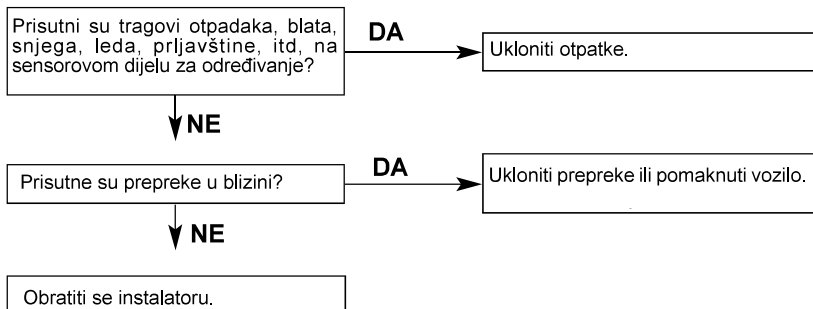 Prisutni su tragovi otpadaka, blata,
snjega, leda, prljavštine, itd, na
sensorovom dijelu za određivanje?
DA
Ukloniti otpatke.
NE
Prisutne su prepreke u blizini?
DA
Ukloniti prepreke ili pomaknuti vozilo.
NE
Obratiti se instalatoru.